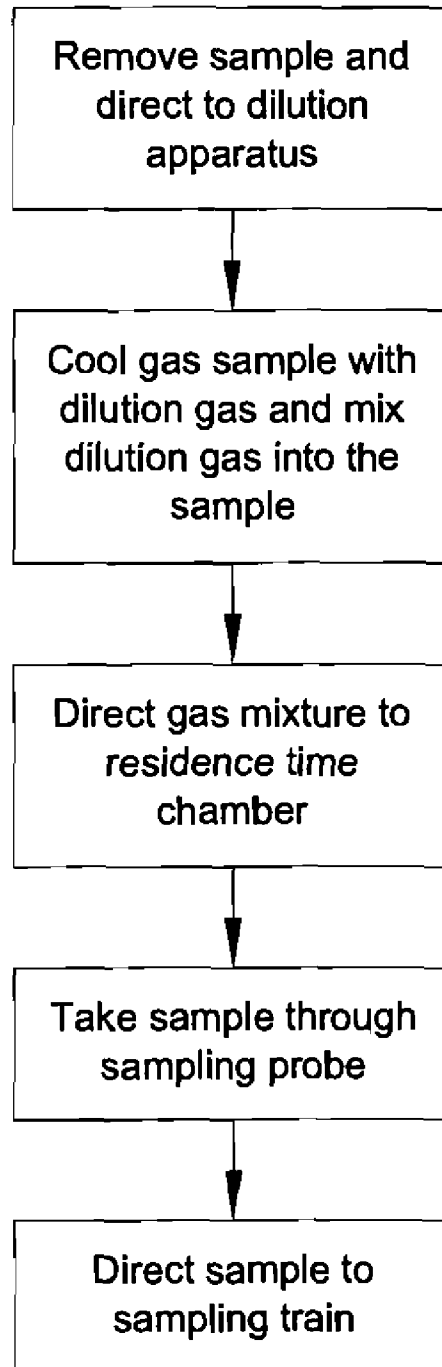 Remove sample and
direct to dilution
apparatus
Cool gas sample with
dilution gas and mix
dilution gas into the
sample
Direct gas mixture to
residence time
chamber
Take sample through
sampling probe
Direct sample to
sampling train